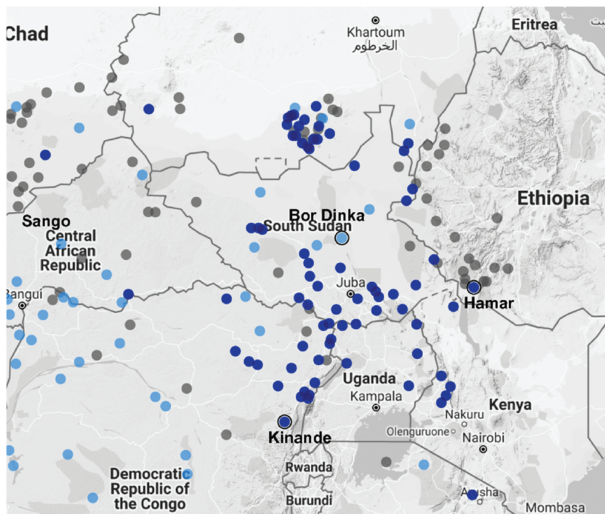 Chad
Khartoum
الخرطوم
Eritrea
Ethiopia
Sango
Central
African
Republic
Bor Dinka
South Sudan
Bangui
Juba
Hamar
Uganda
Kampala
Kenya
Nakuru
Olenguruone
Nairobi
Kinande
Rwanda
Burundi
Democratic
Republic of
the Congo
Mombasa